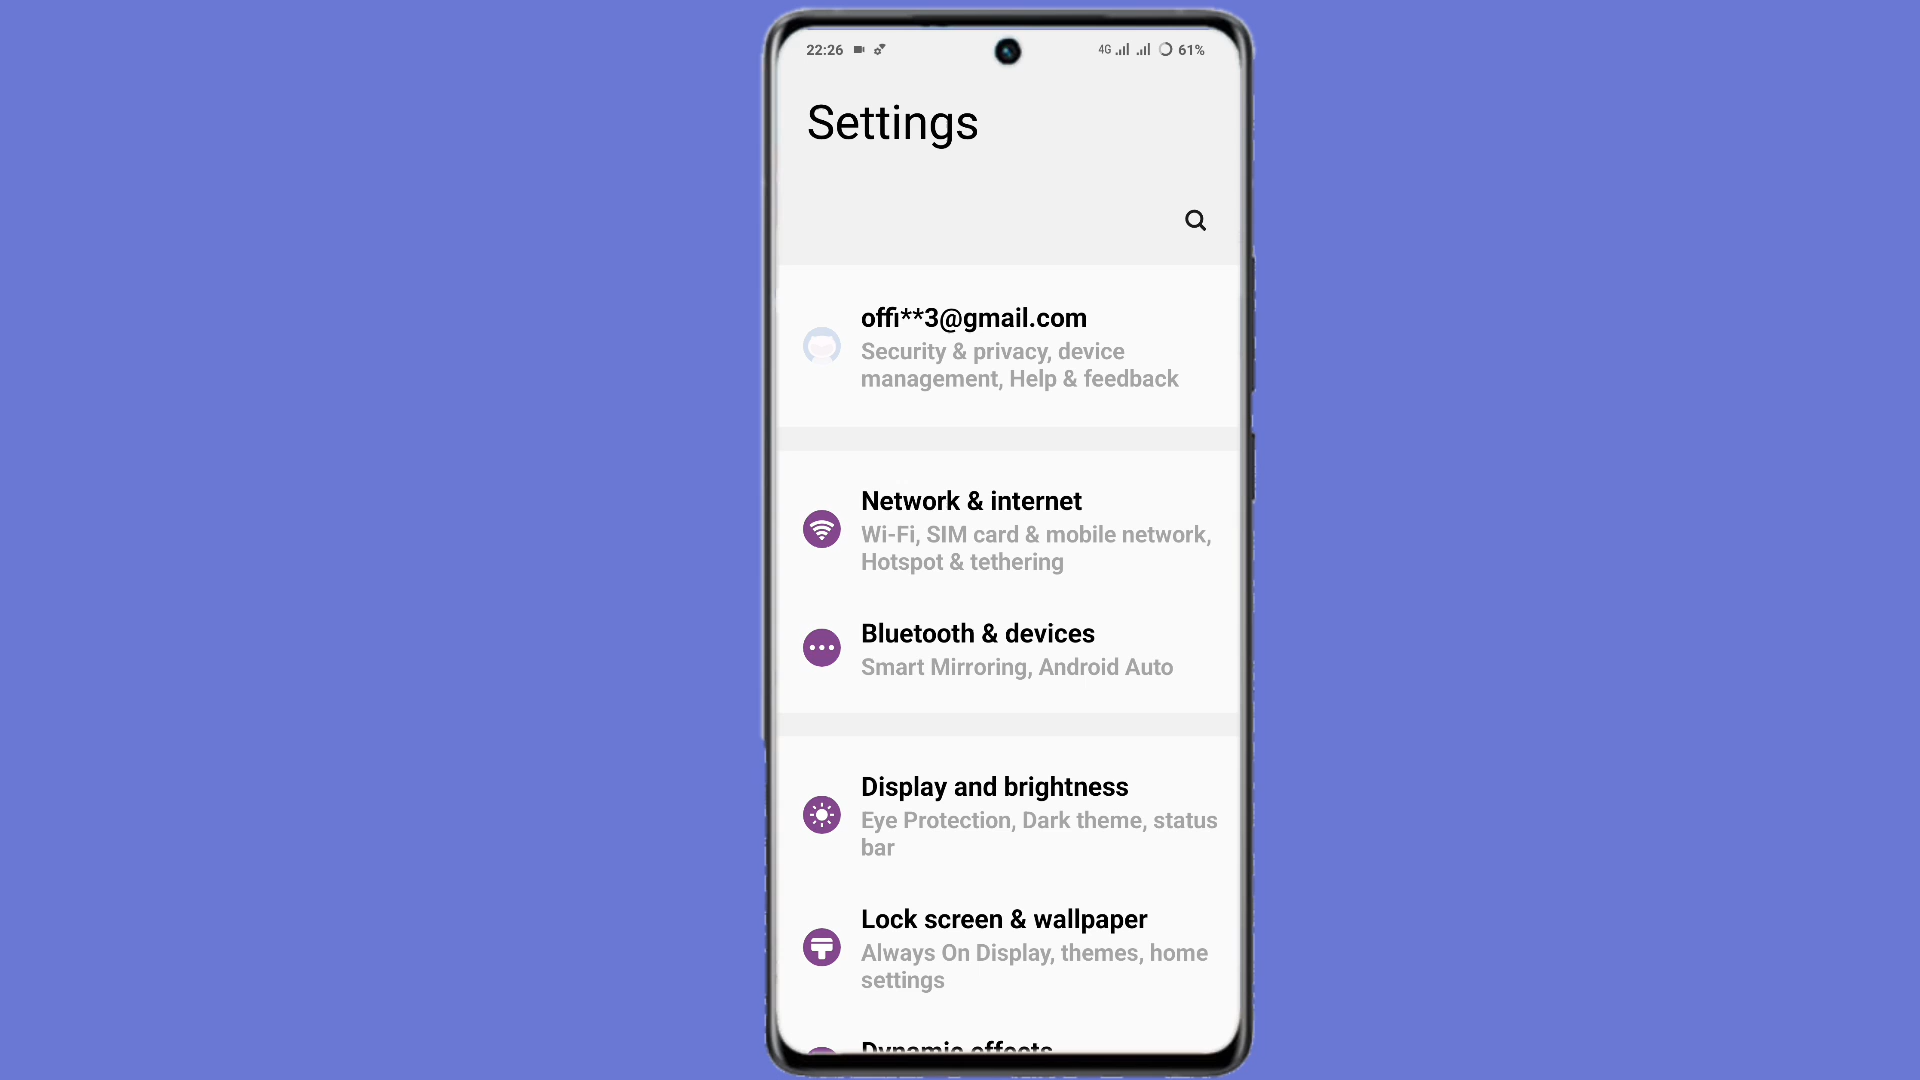 22:26 4G 61%
Settings
offi**3@gmail.com
Security & privacy, device
management, Help & feedback
Network & internet
Wi-Fi, SIM card & mobile network,
Hotspot & tethering
Bluetooth & devices
Smart Mirroring, Android Auto
Display and brightness
Eye Protection, Dark theme, status
bar
Lock screen & wallpaper
Always On Display, themes, home
settings
Dynamic effects